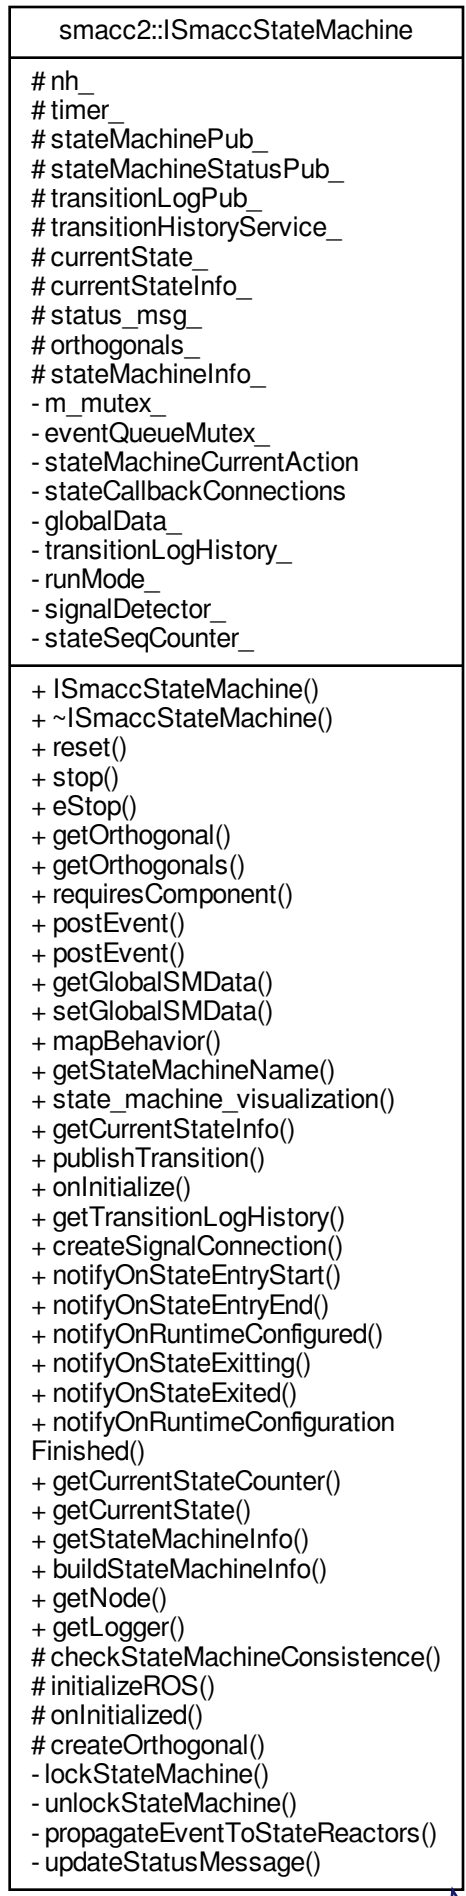 smacc2::ISmaccStateMachine
# nh_
# timer_
# stateMachinePub_
# stateMachineStatusPub_
# transitionLogPub_
# transitionHistoryService_
# currentState_
# currentStateInfo_
# status_msg_
# orthogonals_
# stateMachineInfo_
- m_mutex_
- eventQueueMutex_
- stateMachineCurrentAction
- stateCallbackConnections
- globalData_
- transitionLogHistory_
- runMode_
- signalDetector_
- stateSeqCounter_
+ ISmaccStateMachine()
+ ~ISmaccStateMachine()
+ reset()
+ stop()
+ eStop()
+ getOrthogonal()
+ getOrthogonals()
+ requiresComponent()
+ postEvent()
+ postEvent()
+ getGlobalSMData()
+ setGlobalSMData()
+ mapBehavior()
+ getStateMachineName()
+ state_machine_visualization()
+ getCurrentStateInfo()
+ publishTransition()
+ onInitialize()
+ getTransitionLogHistory()
+ createSignalConnection()
+ notifyOnStateEntryStart()
+ notifyOnStateEntryEnd()
+ notifyOnRuntimeConfigured()
+ notifyOnStateExitting()
+ notifyOnStateExited()
+ notifyOnRuntimeConfiguration
Finished()
+ getCurrentStateCounter()
+ getCurrentState()
+ getStateMachineInfo()
+ buildStateMachineInfo()
+ getNode()
+ getLogger()
# checkStateMachineConsistence()
# initializeROS()
# onInitialized()
# createOrthogonal()
- lockStateMachine()
- unlockStateMachine()
- propagateEventToStateReactors()
- updateStatusMessage()